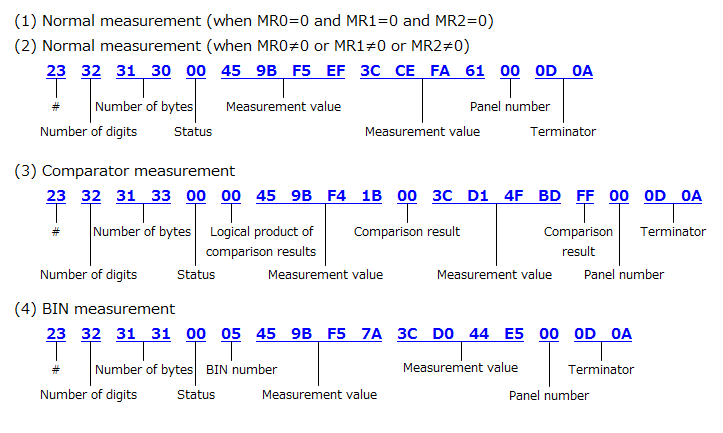 (1) Normal measurement (when MR0=0 and MR1=0 and MR2=0)
(2) Normal measurement (when MR0≠0 or MR1≠0 or MR2≠0)
23 32 31 30 00 45 9B F5 EF 3C CE FA 61 00 0D 0A
# Number of bytes Measurement value Panel number
Number of digits Status Measurement value Terminator
(3) Comparator measurement
23 32 31 33 00 00 45 9B F4 1B 00 3C D1 4F BD FF 00 0D 0A
# Number of bytes Logical product of Comparison result Comparison Terminator
comparison results result
Number of digits Status Measurement value Measurement value Panel number
(4) BIN measurement
23 32 31 31 00 05 45 9B F5 7A 3C D0 44 E5 00 0D 0A
# Number of bytes BIN number Measurement value Terminator
Number of digits Status Measurement value Panel number